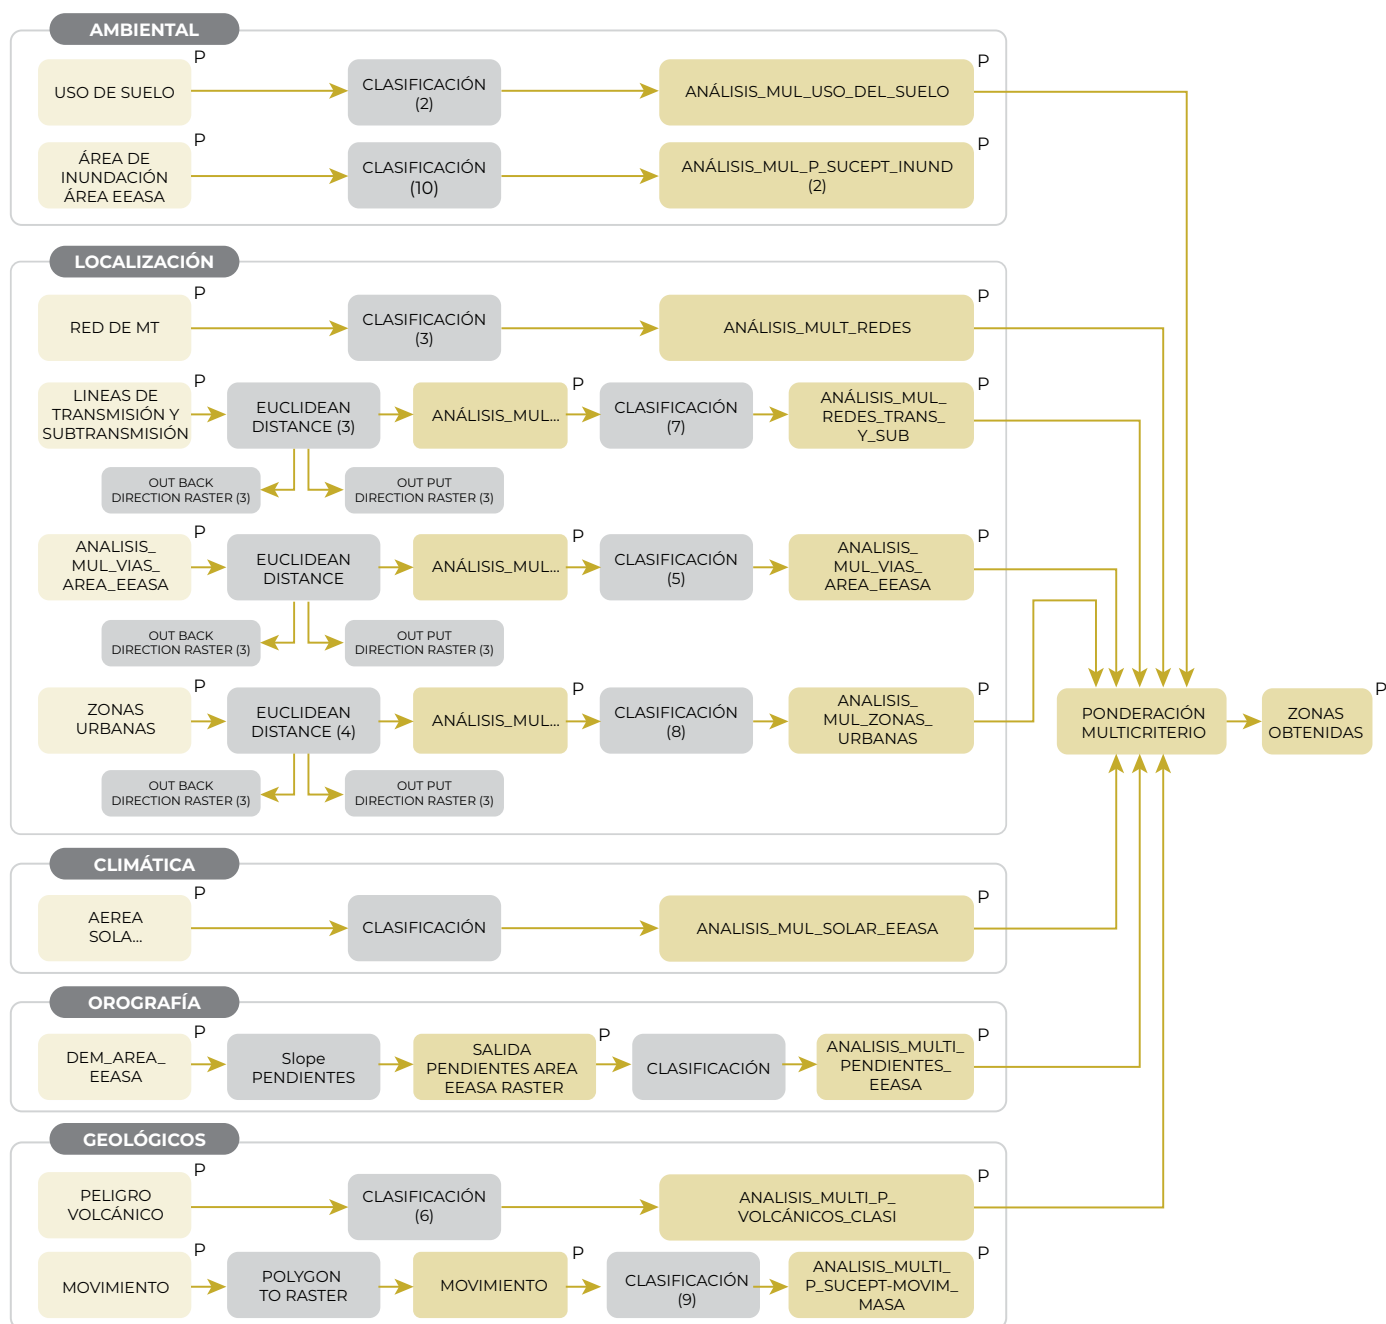 AMBIENTAL
P
USO DE SUELO
CLASIFICACIÓN
(2)
P
ANÁLISIS_MUL_USO_DEL_SUELO
P
ÁREA DE
INUNDACIÓN
ÁREA EEASA
CLASIFICACIÓN
(10)
P
ANÁLISIS_MUL_P_SUCEPT_INUND
(2)
LOCALIZACIÓN
P
RED DE MT
CLASIFICACIÓN
(3)
P
ANÁLISIS_MULT_REDES
P
LINEAS DE
TRANSMISIÓN Y
SUBTRANSMISIÓN
EUCLIDEAN
DISTANCE (3)
P
ANÁLISIS_MUL...
CLASIFICACIÓN
(7)
P
ANÁLISIS_MUL_
REDES_TRANS_
Y_SUB
OUT BACK
DIRECTION RASTER (3)
OUT PUT
DIRECTION RASTER (3)
P
ANALISIS_
MUL_VIAS_
AREA_EEASA
EUCLIDEAN
DISTANCE
P
ANÁLISIS_MUL...
CLASIFICACIÓN
(5)
P
ANALISIS_
MUL_VIAS_
AREA_EEASA
OUT BACK
DIRECTION RASTER (3)
OUT PUT
DIRECTION RASTER (3)
P
ZONAS
URBANAS
EUCLIDEAN
DISTANCE (4)
P
ANÁLISIS_MUL...
CLASIFICACIÓN
(8)
P
ANALISIS_
MUL_ZONAS_
URBANAS
OUT BACK
DIRECTION RASTER (3)
OUT PUT
DIRECTION RASTER (3)
PONDERACIÓN
MULTICRITERIO
P
ZONAS
OBTENIDAS
CLIMÁTICA
P
AEREA
SOLA...
CLASIFICACIÓN
P
ANALISIS_MUL_SOLAR_EEASA
OROGRAFÍA
P
DEM_AREA_
EEASA
Slope
PENDIENTES
P
SALIDA
PENDIENTES AREA
EEASA RASTER
CLASIFICACIÓN
P
ANALISIS_MULTI_
PENDIENTES_
EEASA
GEOLÓGICOS
P
PELIGRO
VOLCÁNICO
CLASIFICACIÓN
(6)
P
ANALISIS_MULTI_P_
VOLCÁNICOS_CLASI
P
MOVIMIENTO
POLYGON
TO RASTER
P
MOVIMIENTO
CLASIFICACIÓN
(9)
P
ANALISIS_MULTI_
P_SUCEPT-MOVIM_
MASA